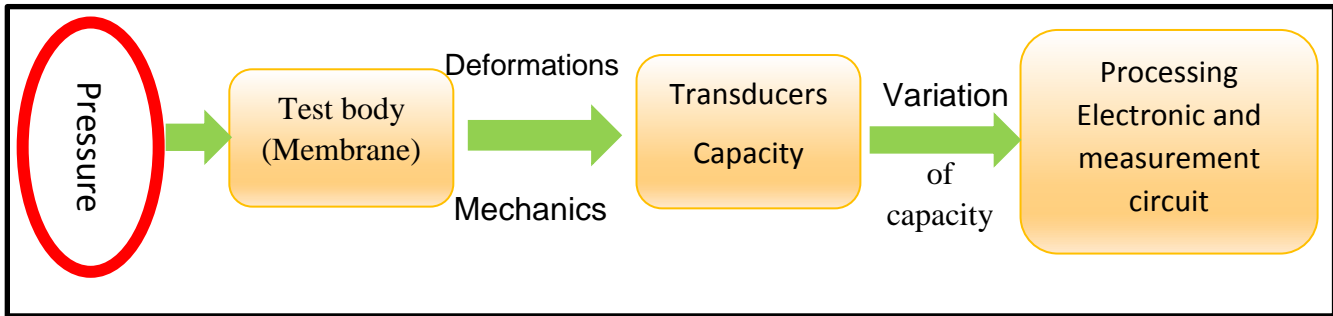 Pressure
Test body
(Membrane)
Deformations
Mechanics
Transducers
Capacity
Variation
of
capacity
Processing
Electronic and
measurement
circuit